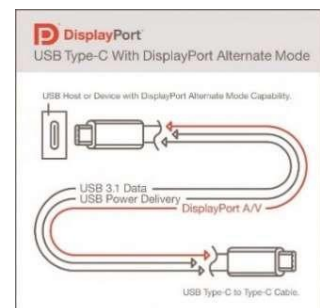 DisplayPort
USB Type-C With DisplayPort Alternate Mode
USB Host or Device with DisplayPort Alternate Mode Capability.
USB 3.1 Data
USB Power Delivery
DisplayPort A/V
USB Type-C to Type-C Cable.